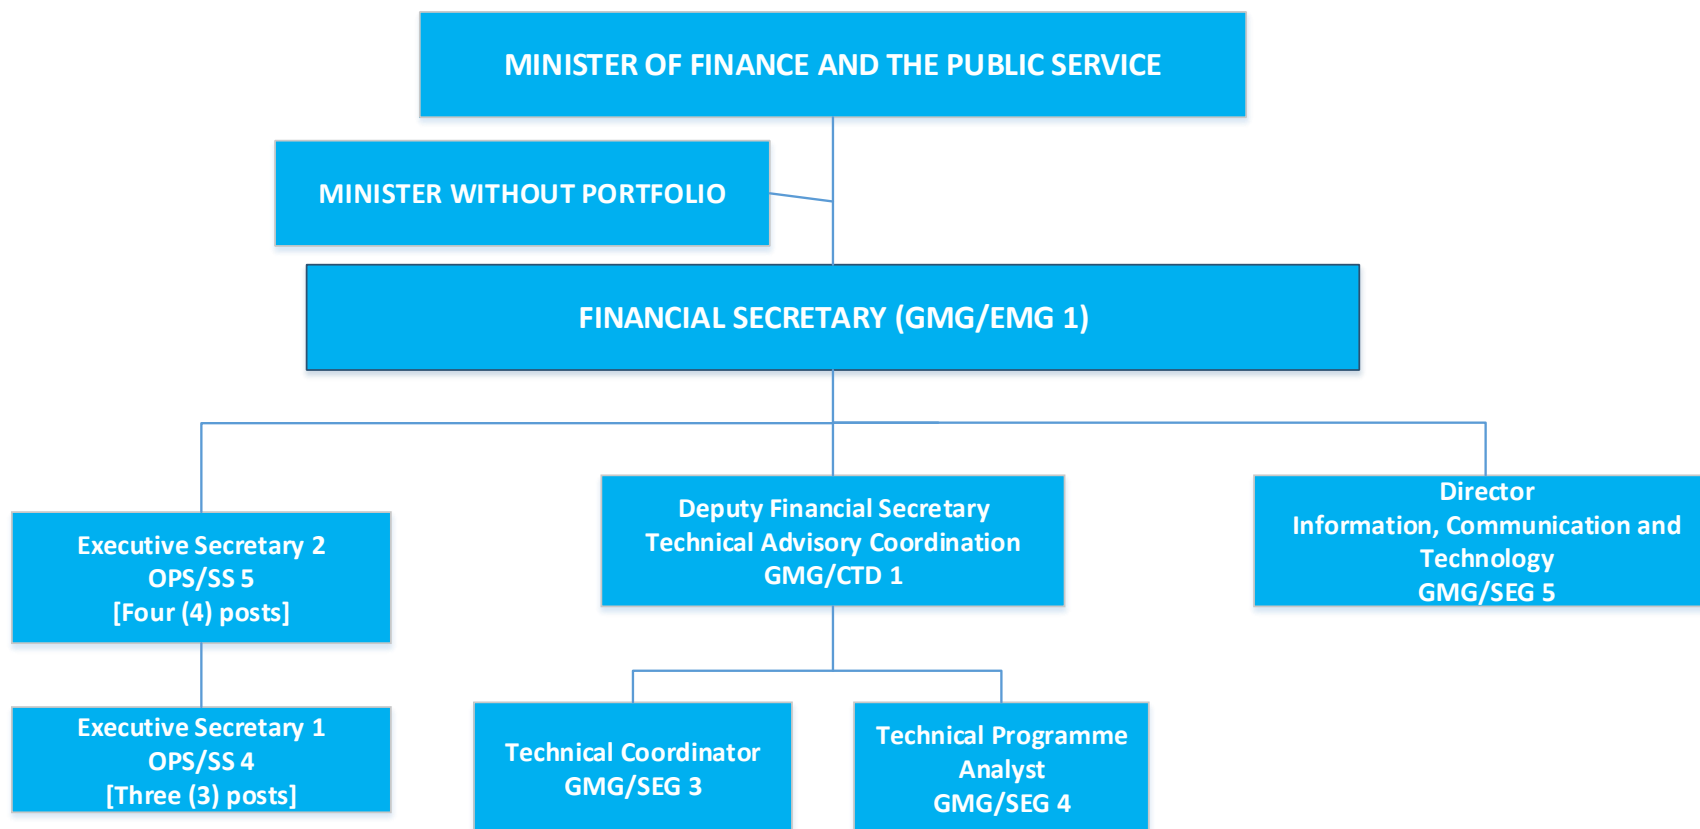 MINISTER OF FINANCE AND THE PUBLIC SERVICE
MINISTER WITHOUT PORTFOLIO
FINANCIAL SECRETARY (GMG/EMG 1)
Executive Secretary 2
OPS/SS 5
[Four (4) posts]
Deputy Financial Secretary
Technical Advisory Coordination
GMG/CTD 1
Director
Information, Communication and
Technology
GMG/SEG 5
Executive Secretary 1
OPS/SS 4
[Three (3) posts]
Technical Coordinator
GMG/SEG 3
Technical Programme
Analyst
GMG/SEG 4